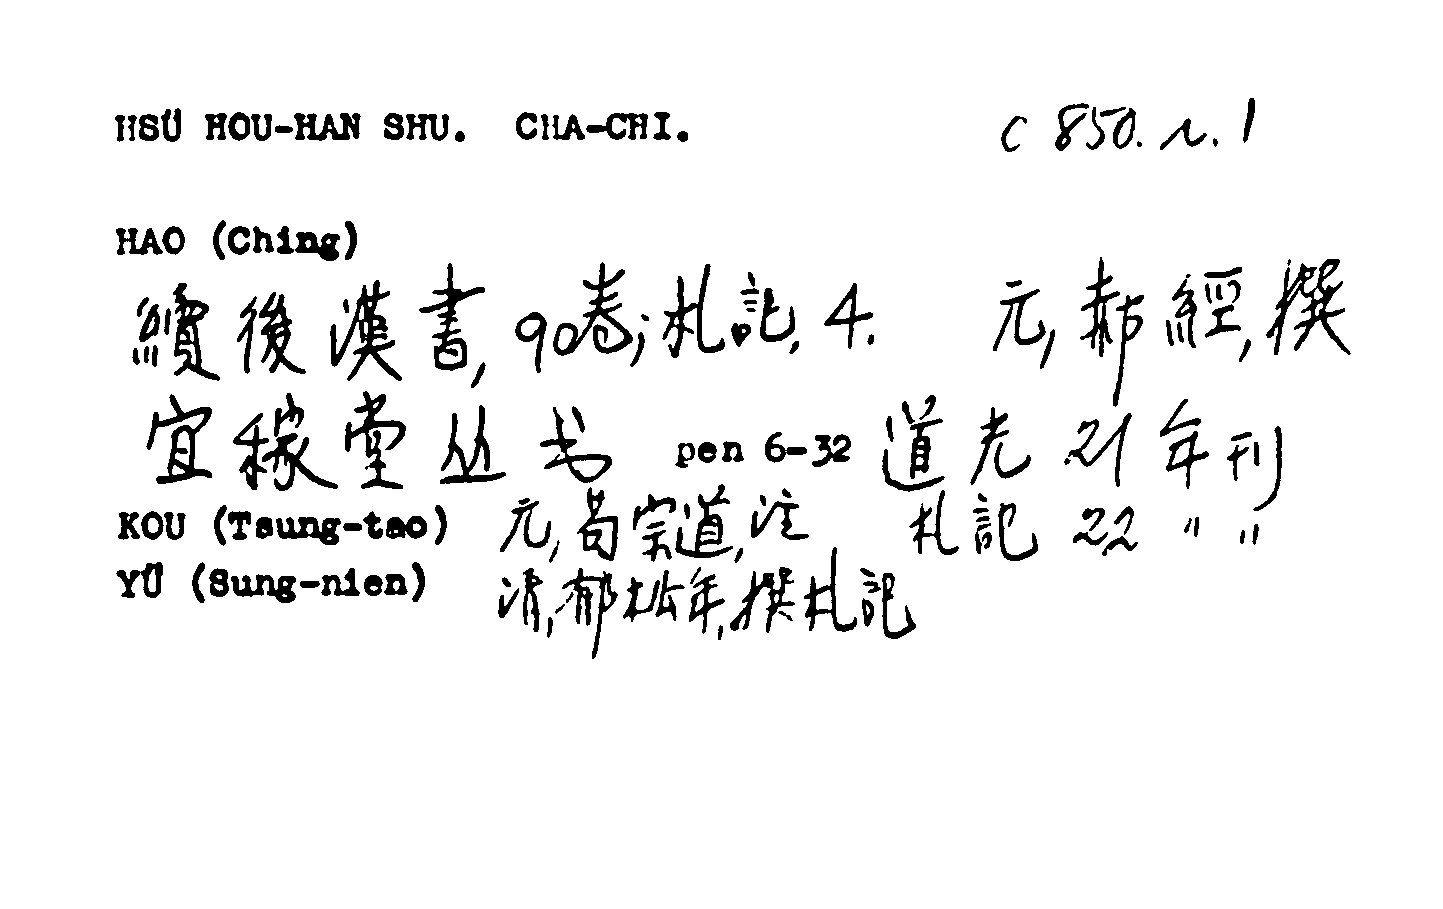 HSÜ HOU-HAN SHU. CHA-CHI. C 850. r. 1
HAO (Ching)
續後漢書, 90卷; 札記, 4. 元, 郝經, 撰
宜稼堂丛书 pen 6-32 道光 21 年刊
KOU (Tsung-tao) 元, 苟宗道, 注 札記 22 " "
YÜ (Sung-nien) 清, 郁松年, 撰札記